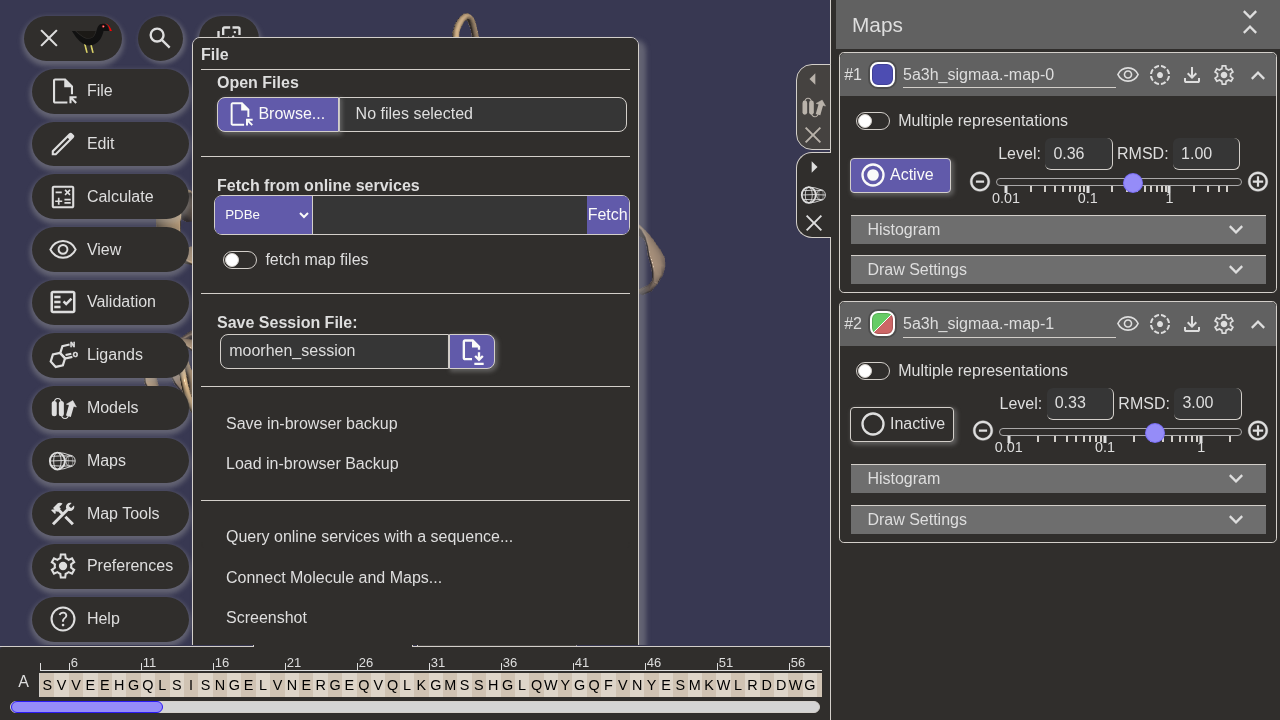 File
Edit
Calculate
View
Validation
Ligands
Models
Maps
Map Tools
Preferences
Help
File
Open Files
Browse... No files selected
Fetch from online services
PDBe Fetch
fetch map files
Save Session File:
moorhen_session
Save in-browser backup
Load in-browser Backup
Query online services with a sequence...
Connect Molecule and Maps...
Screenshot
Maps
#1 5a3h_sigmaa.-map-0
Multiple representations
Level: 0.36 RMSD: 1.00
Active
0.01 0.1 1
Histogram
Draw Settings
#2 5a3h_sigmaa.-map-1
Multiple representations
Level: 0.33 RMSD: 3.00
Inactive
0.01 0.1 1
Histogram
Draw Settings
6 11 16 21 26 31 36 41 46 51 56
A S V V E E H G Q L S I S N G E L V N E R G E Q V Q L K G M S S H G L Q W Y G Q F V N Y E S M K W L R D D W G